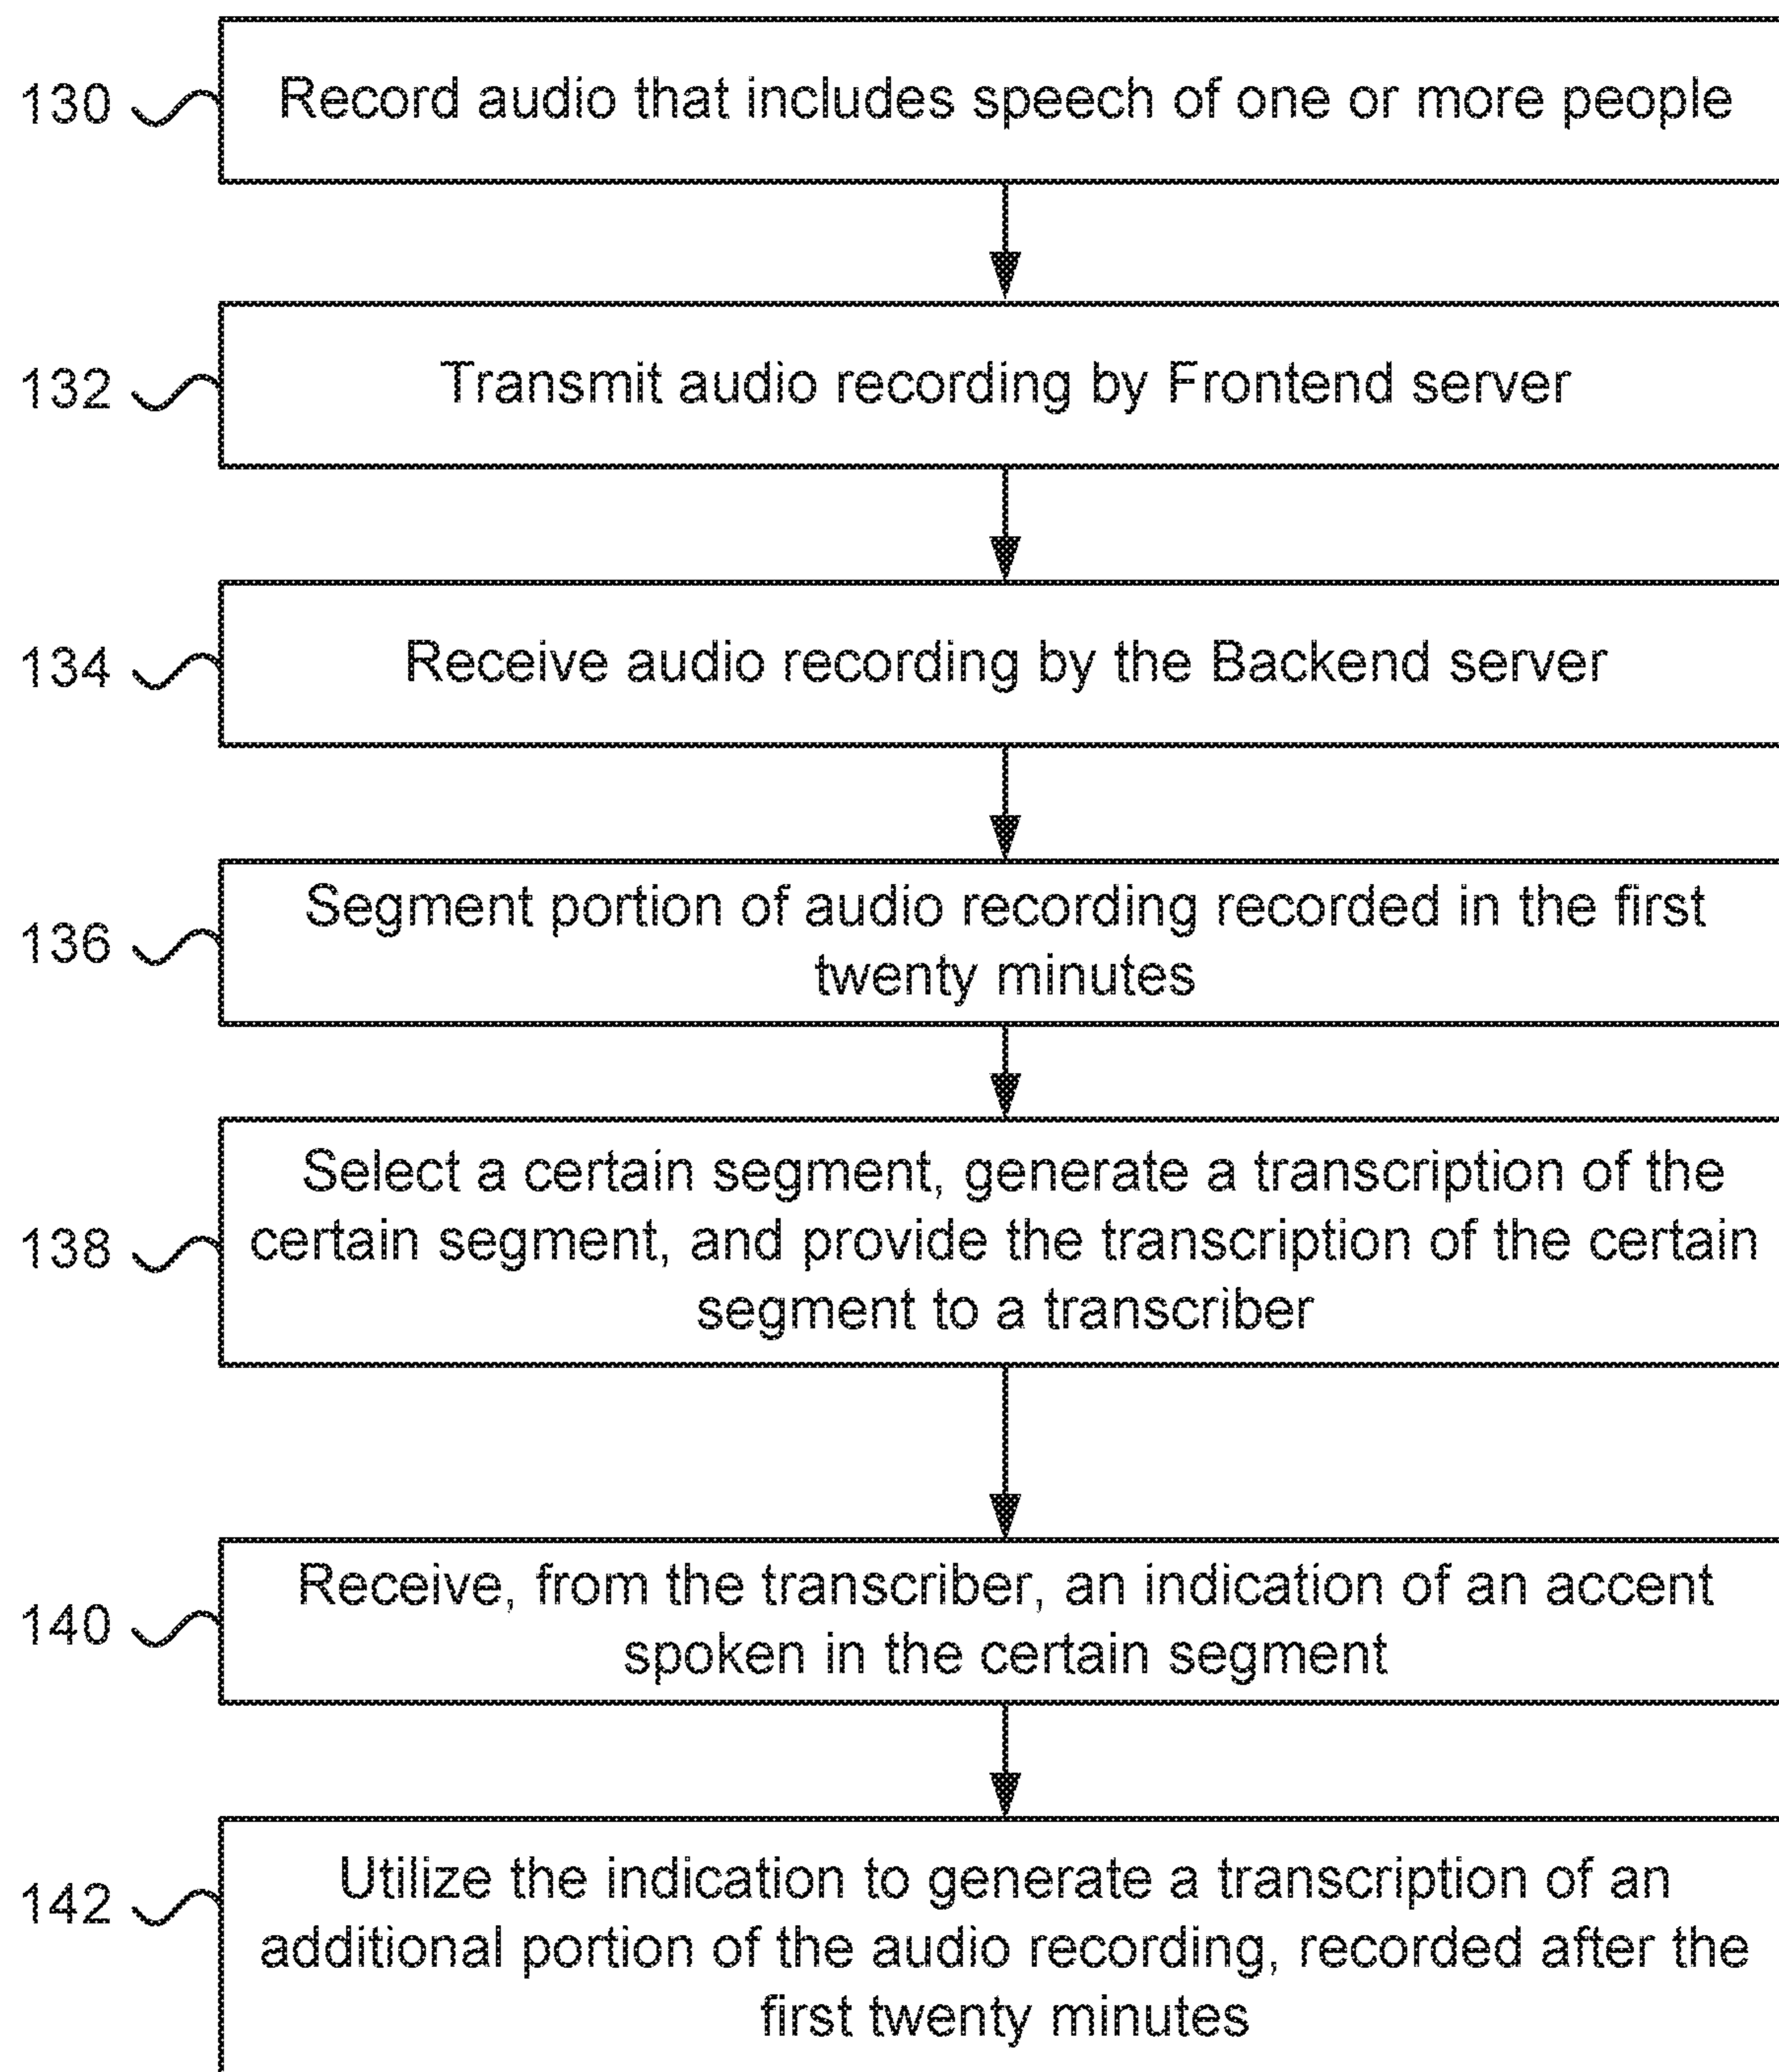 130 Record audio that includes speech of one or more people
132 Transmit audio recording by Frontend server
134 Receive audio recording by the Backend server
136 Segment portion of audio recording recorded in the first
twenty minutes
138 Select a certain segment, generate a transcription of the
certain segment, and provide the transcription of the certain
segment to a transcriber
140 Receive, from the transcriber, an indication of an accent
spoken in the certain segment
142 Utilize the indication to generate a transcription of an
additional portion of the audio recording, recorded after the
first twenty minutes